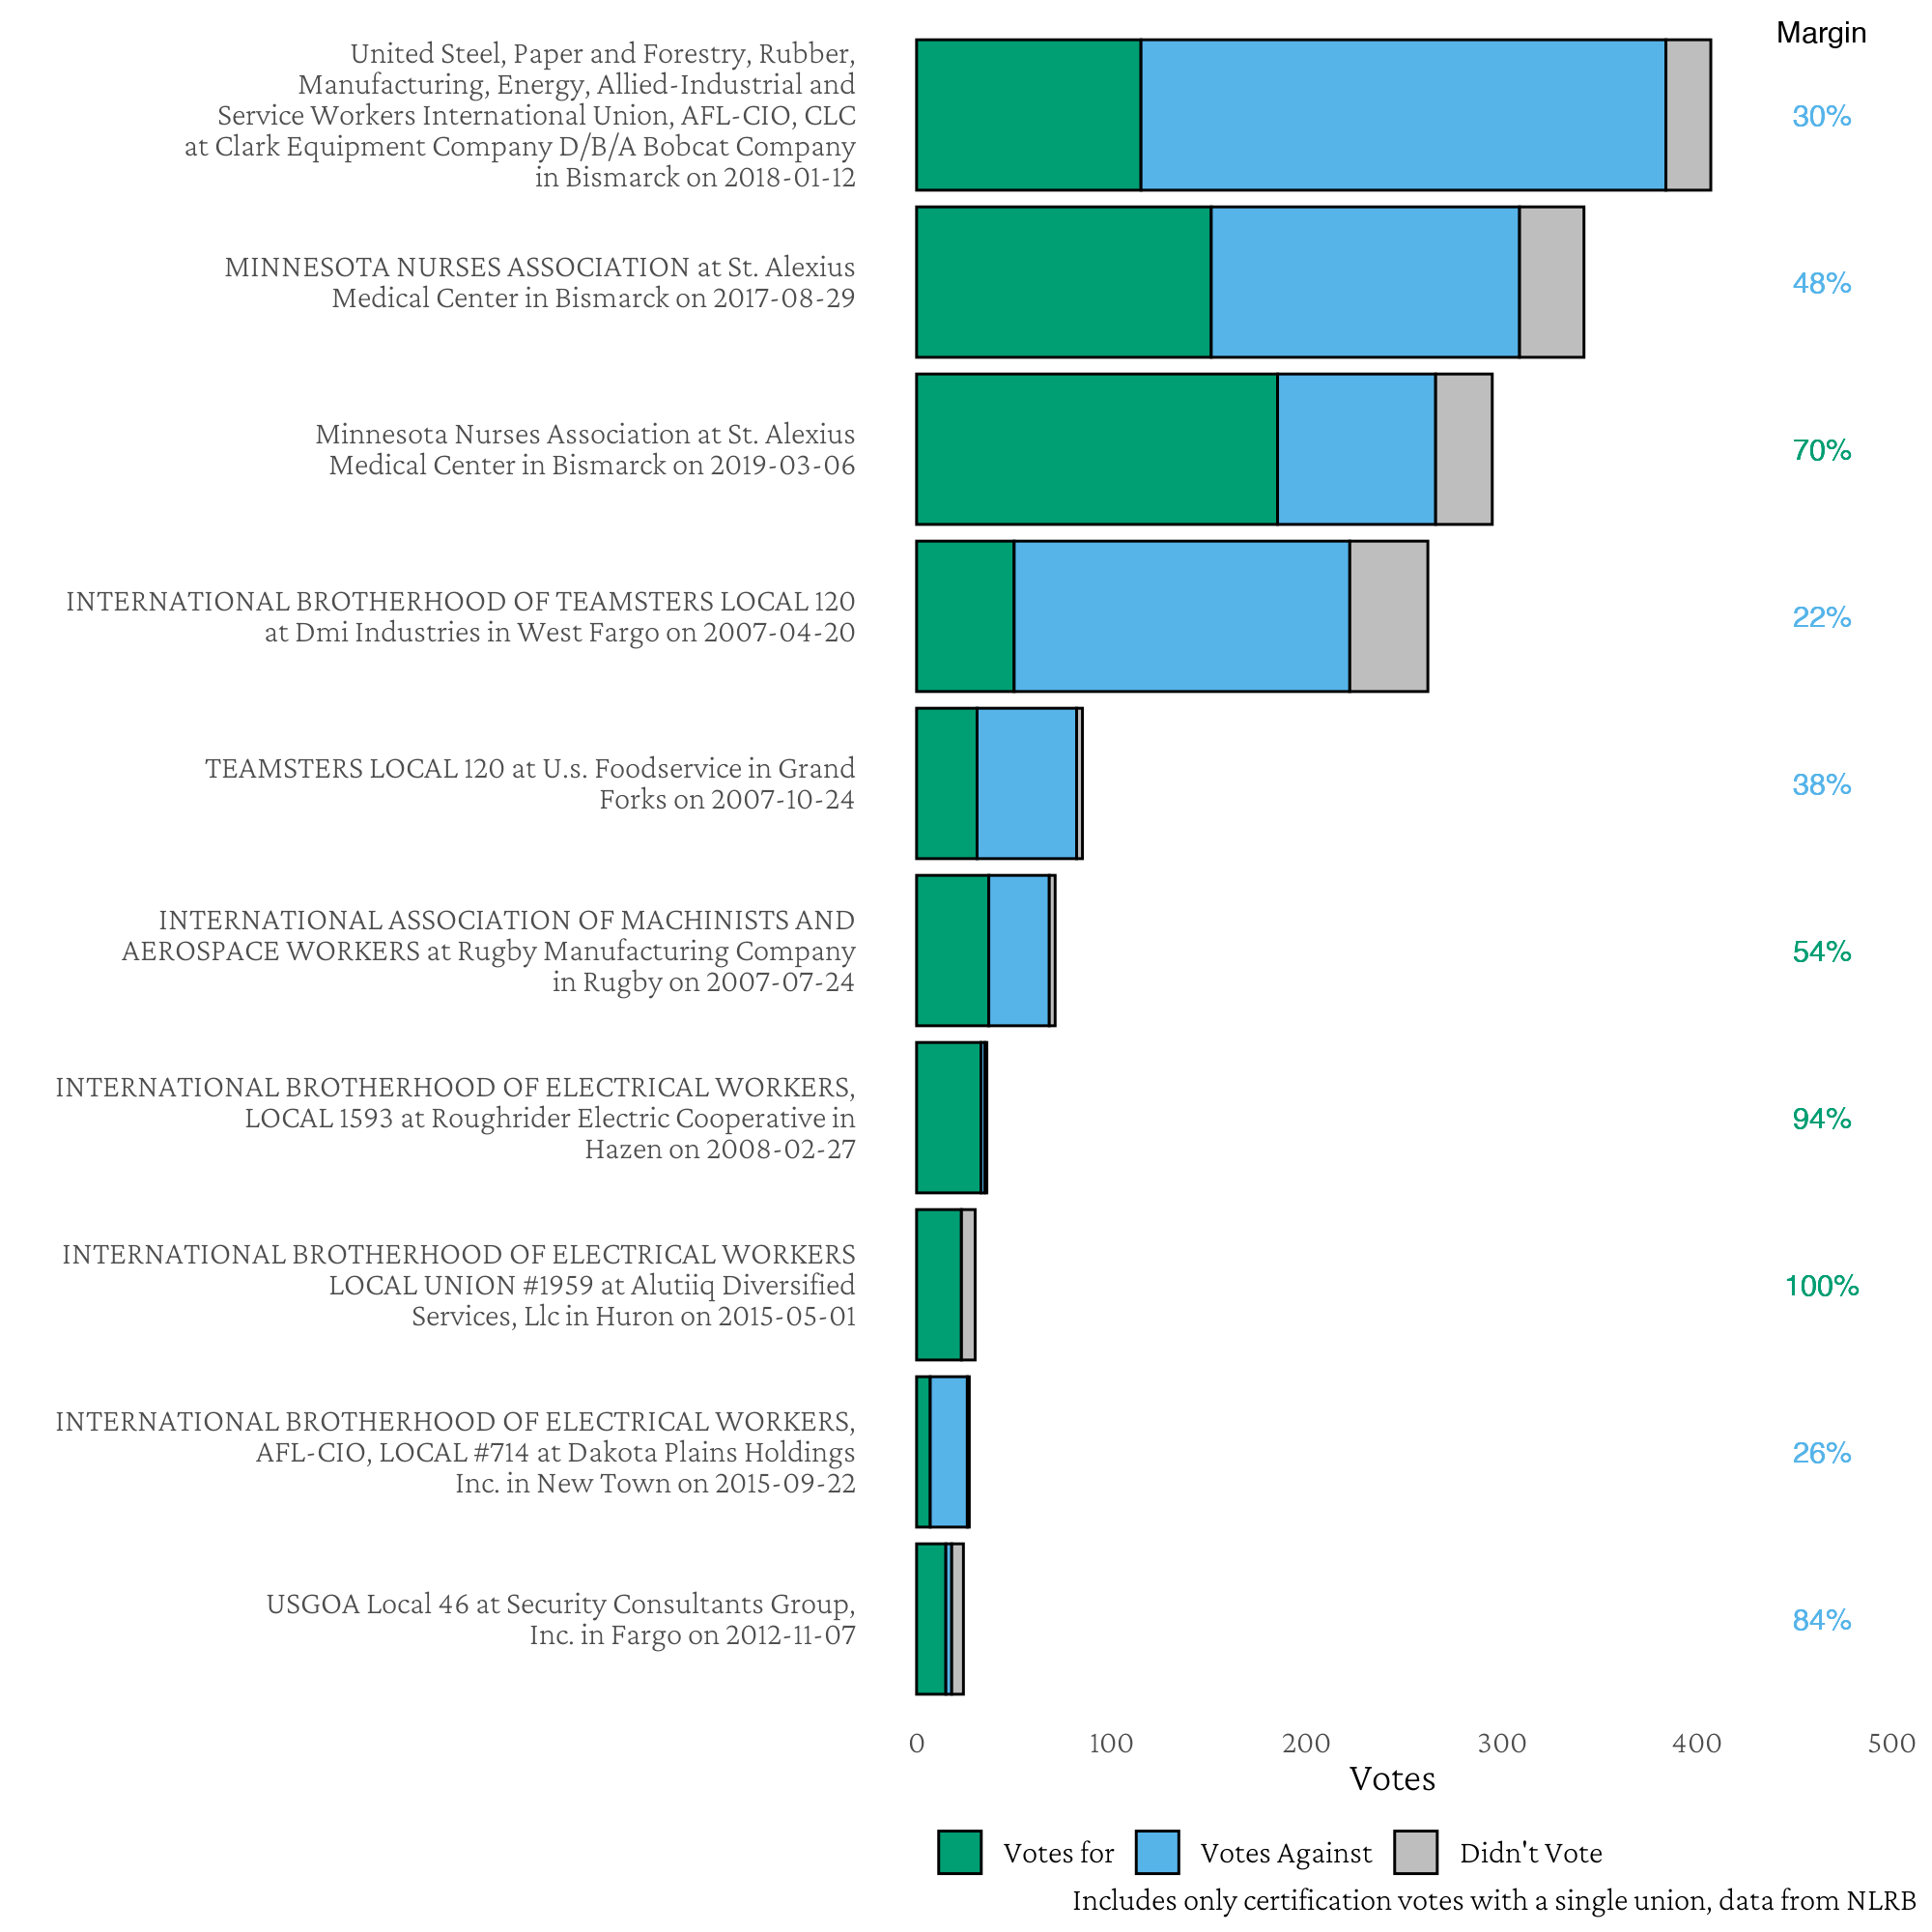 Margin
United Steel, Paper and Forestry, Rubber,
Manufacturing, Energy, Allied-Industrial and
Service Workers International Union, AFL-CIO, CLC
at Clark Equipment Company D/B/A Bobcat Company
in Bismarck on 2018-01-12
30%
MINNESOTA NURSES ASSOCIATION at St. Alexius
Medical Center in Bismarck on 2017-08-29
48%
Minnesota Nurses Association at St. Alexius
Medical Center in Bismarck on 2019-03-06
70%
INTERNATIONAL BROTHERHOOD OF TEAMSTERS LOCAL 120
at Dmi Industries in West Fargo on 2007-04-20
22%
TEAMSTERS LOCAL 120 at U.s. Foodservice in Grand
Forks on 2007-10-24
38%
INTERNATIONAL ASSOCIATION OF MACHINISTS AND
AEROSPACE WORKERS at Rugby Manufacturing Company
in Rugby on 2007-07-24
54%
INTERNATIONAL BROTHERHOOD OF ELECTRICAL WORKERS,
LOCAL 1593 at Roughrider Electric Cooperative in
Hazen on 2008-02-27
94%
INTERNATIONAL BROTHERHOOD OF ELECTRICAL WORKERS
LOCAL UNION #1959 at Alutiiq Diversified
Services, Llc in Huron on 2015-05-01
100%
INTERNATIONAL BROTHERHOOD OF ELECTRICAL WORKERS,
AFL-CIO, LOCAL #714 at Dakota Plains Holdings
Inc. in New Town on 2015-09-22
26%
USGOA Local 46 at Security Consultants Group,
Inc. in Fargo on 2012-11-07
84%
0 100 200 300 400 500
Votes
Votes for Votes Against Didn't Vote
Includes only certification votes with a single union, data from NLRB